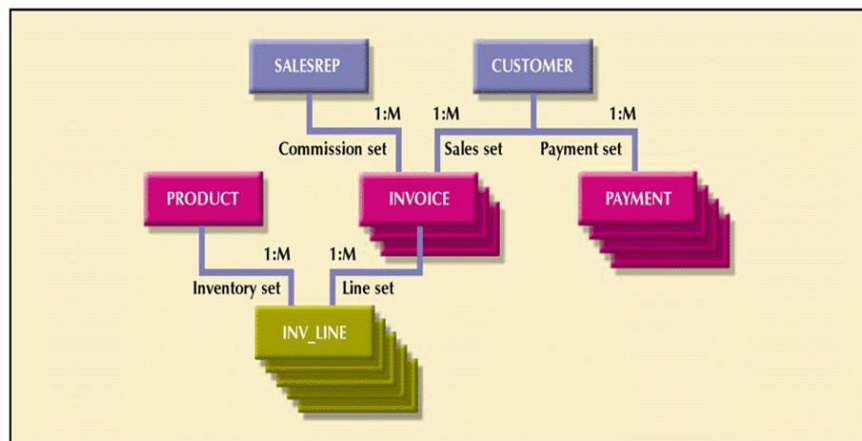 SALESREP
CUSTOMER
1:M
1:M
1:M
Commission set
Sales set
Payment set
PRODUCT
INVOICE
PAYMENT
1:M
1:M
Inventory set
Line set
INV_LINE